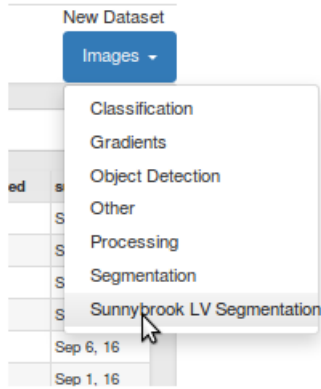 New Dataset
Images
Classification
Gradients
Object Detection
Other
Processing
Segmentation
Sunnybrook LV Segmentation
ed
Sep 6, 16
Sep 1, 16